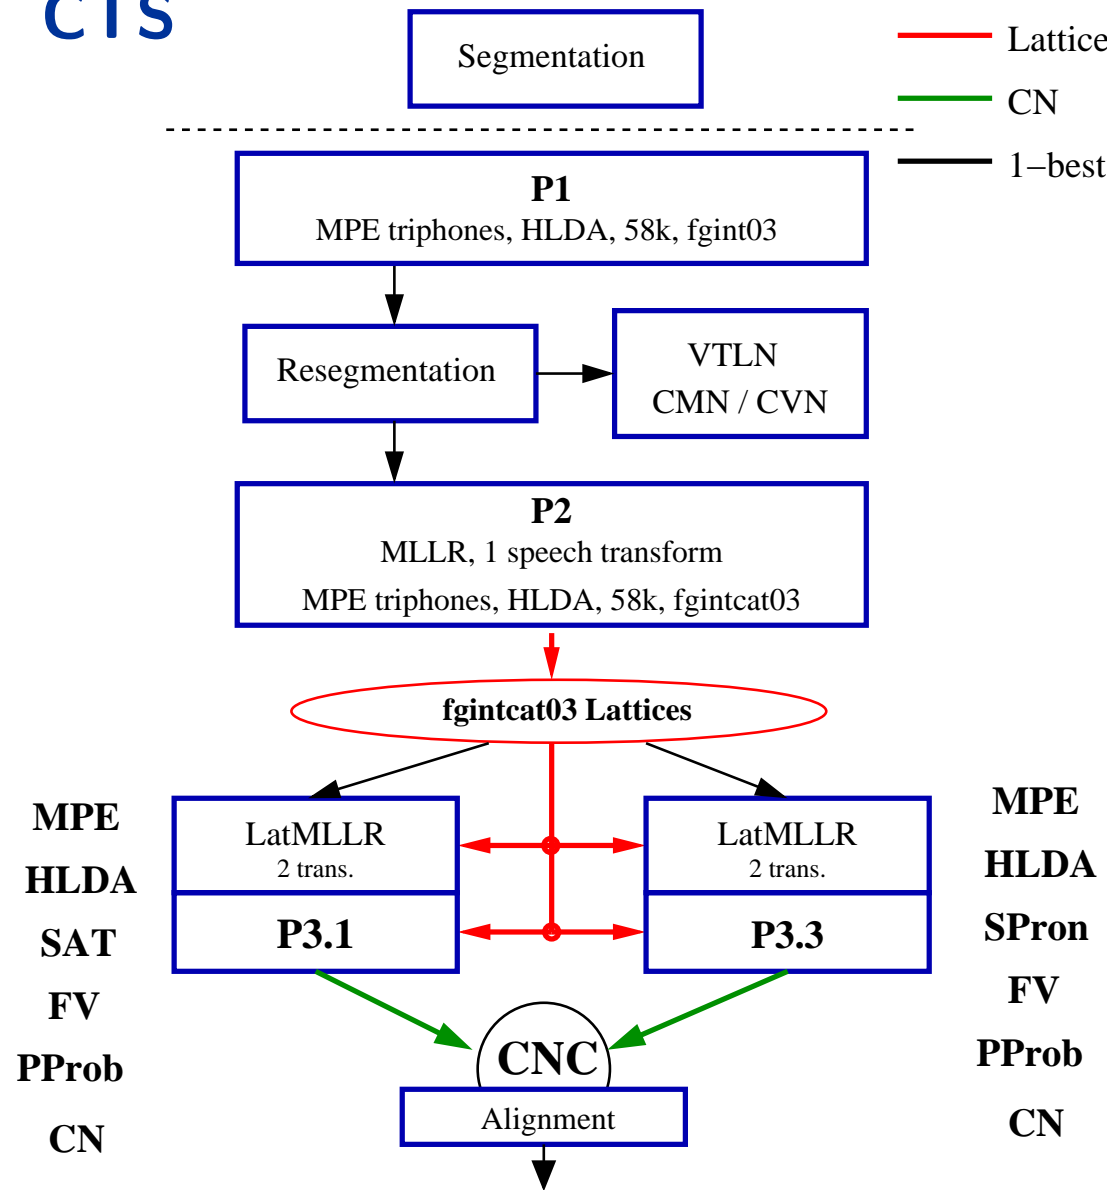 CTS
Segmentation
Lattice
CN
1−best
P1
MPE triphones, HLDA, 58k, fgint03
Resegmentation
VTLN
CMN / CVN
P2
MLLR, 1 speech transform
MPE triphones, HLDA, 58k, fgintcat03
fgintcat03 Lattices
MPE
HLDA
SAT
FV
PProb
CN
LatMLLR
2 trans.
P3.1
LatMLLR
2 trans.
P3.3
MPE
HLDA
SPron
FV
PProb
CN
CNC
Alignment